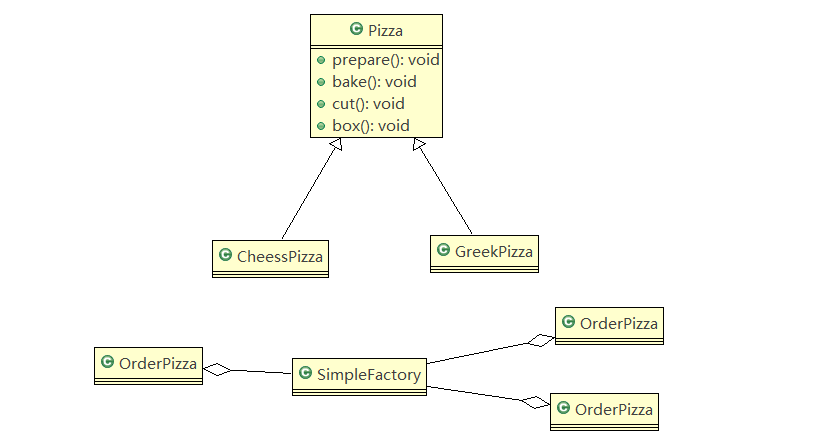 Pizza
prepare(): void
bake(): void
cut(): void
box(): void
CheessPizza
GreekPizza
OrderPizza
OrderPizza
SimpleFactory
OrderPizza